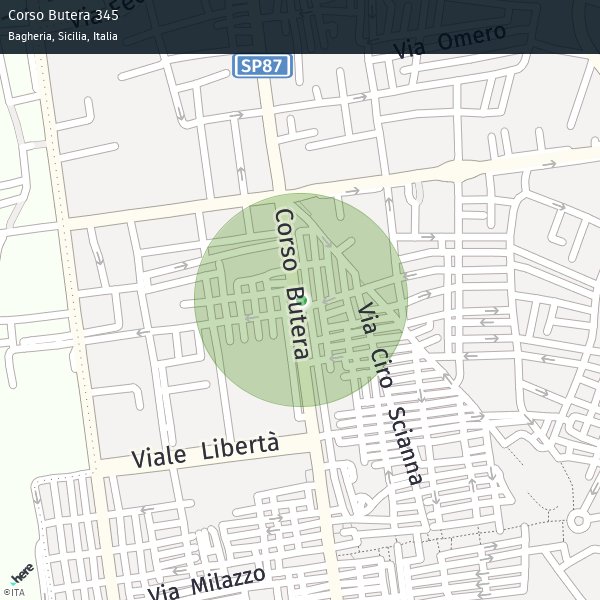 Corso Butera 345
Bagheria, Sicilia, Italia
Via Omero
SP87
Corso Butera
Via Ciro Scianna
Viale Libertà
Via Milazzo
here
©ITA